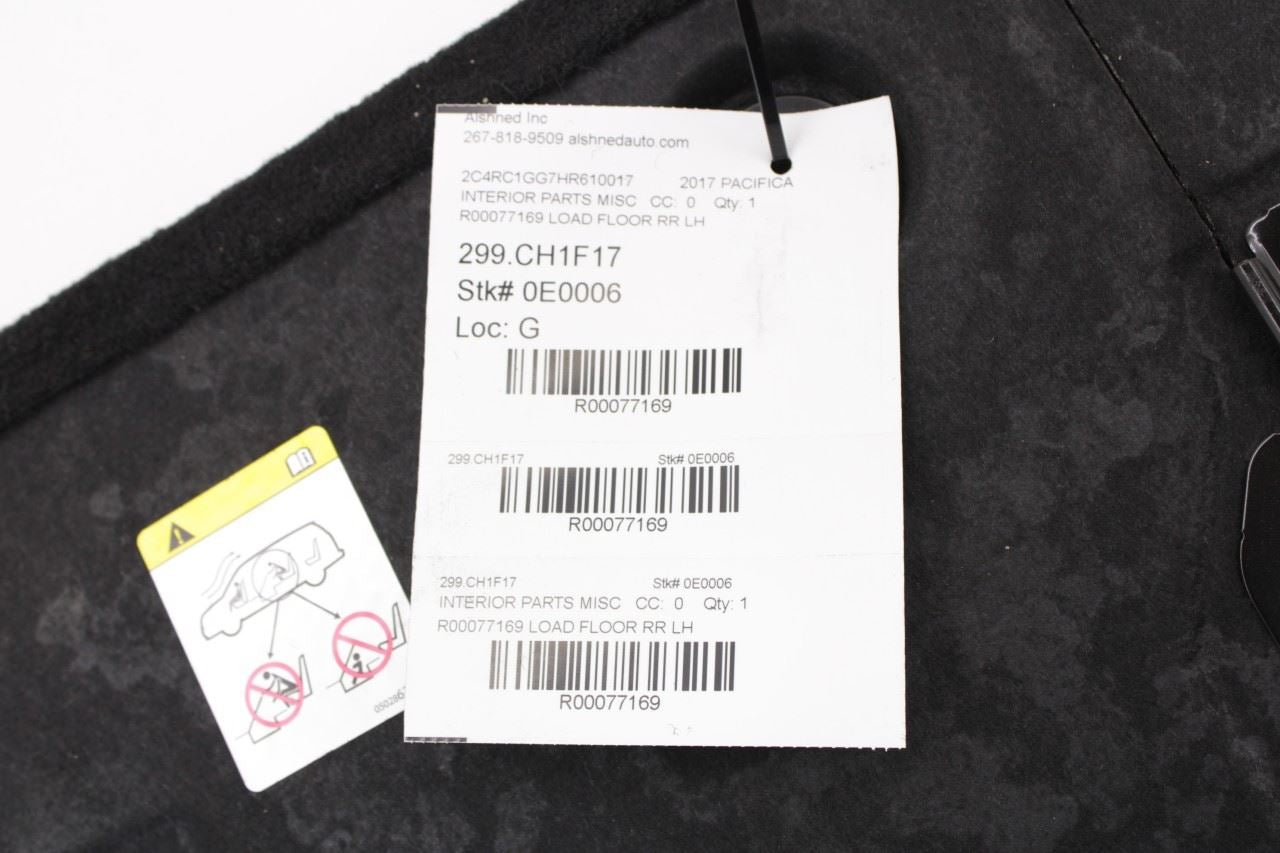 Alshned Inc
267-818-9509 alshnedauto.com
2C4RC1GG7HR610017 2017 PACIFICA
INTERIOR PARTS MISC CC: 0 Qty: 1
R00077169 LOAD FLOOR RR LH
299.CH1F17
Stk# 0E0006
Loc: G
R00077169
299.CH1F17 Stk# 0E0006
R00077169
299.CH1F17 Stk# 0E0006
INTERIOR PARTS MISC CC: 0 Qty: 1
R00077169 LOAD FLOOR RR LH
R00077169